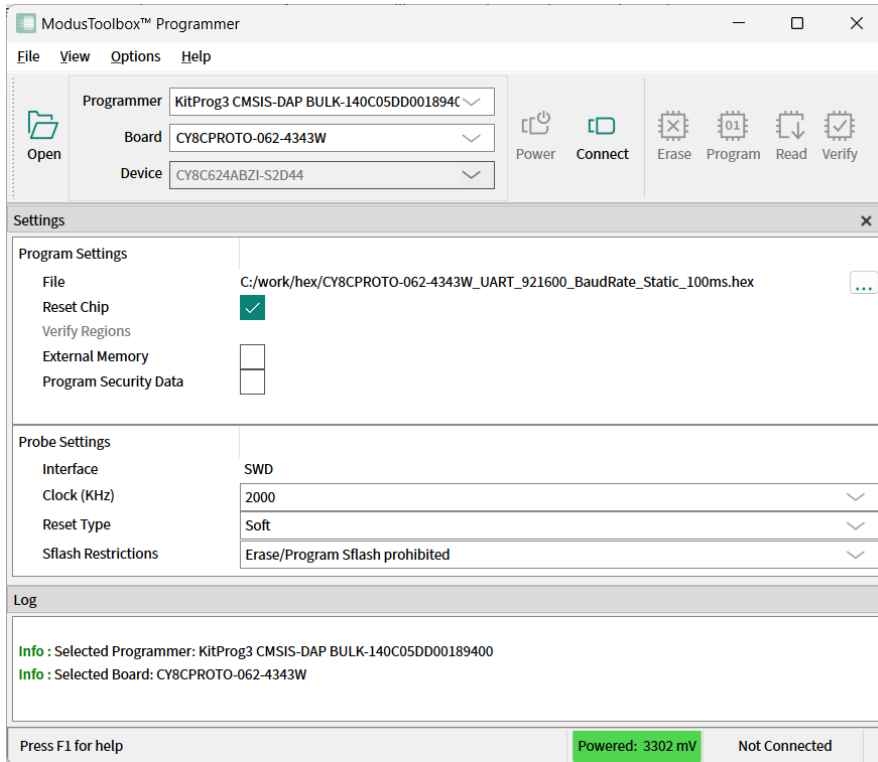 ModusToolbox™ Programmer
File View Options Help
Open
Programmer KitProg3 CMSIS-DAP BULK-140C05DD0018940
Board CY8CPROTO-062-4343W
Device CY8C624ABZI-S2D44
Power
Connect
Erase
01
Program
Read
Verify
Settings
Program Settings
File C:/work/hex/CY8CPROTO-062-4343W_UART_921600_BaudRate_Static_100ms.hex ...
Reset Chip
Verify Regions
External Memory
Program Security Data
Probe Settings
Interface SWD
Clock (KHz) 2000
Reset Type Soft
Sflash Restrictions Erase/Program Sflash prohibited
Log
Info : Selected Programmer: KitProg3 CMSIS-DAP BULK-140C05DD00189400
Info : Selected Board: CY8CPROTO-062-4343W
Press F1 for help Powered: 3302 mV Not Connected